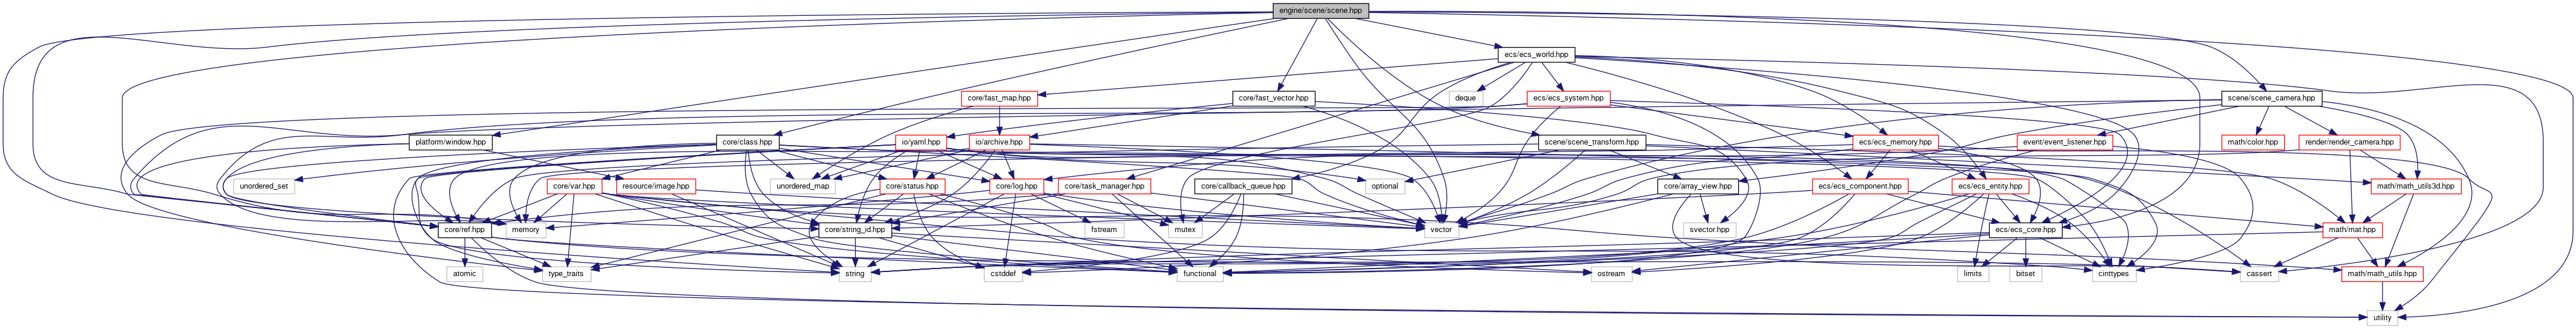 engine/scene/scene.hpp
ecs/ecs_world.hpp
core/fast_map.hpp
core/fast_vector.hpp
deque
ecs/ecs_system.hpp
scene/scene_camera.hpp
platform/window.hpp
core/class.hpp
io/yaml.hpp
io/archive.hpp
scene/scene_transform.hpp
ecs/ecs_memory.hpp
event/event_listener.hpp
math/color.hpp
render/render_camera.hpp
unordered_set
core/var.hpp
resource/image.hpp
unordered_map
core/status.hpp
core/log.hpp
core/task_manager.hpp
core/callback_queue.hpp
optional
core/array_view.hpp
ecs/ecs_component.hpp
ecs/ecs_entity.hpp
math/math_utils3d.hpp
core/ref.hpp
memory
core/string_id.hpp
fstream
mutex
vector
svector.hpp
ecs/ecs_core.hpp
math/mat.hpp
atomic
type_traits
string
cstddef
functional
ostream
limits
bitset
cinttypes
cassert
math/math_utils.hpp
utility